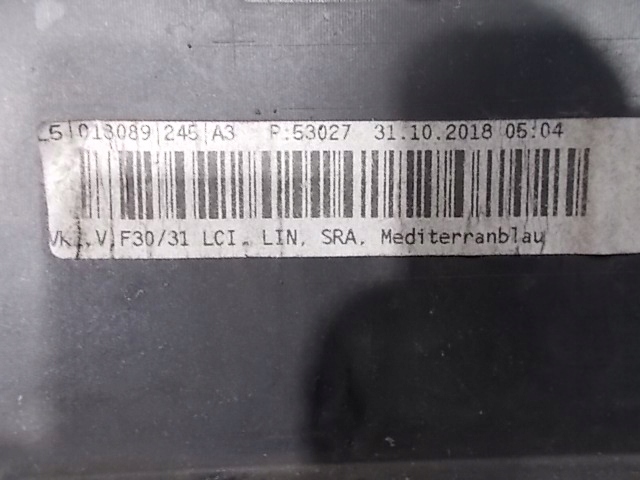 L5|013089|245|A3 P:53027 31.10.2018 05:04
F30/31 LCI, LIN, SRA, Mediterranblau